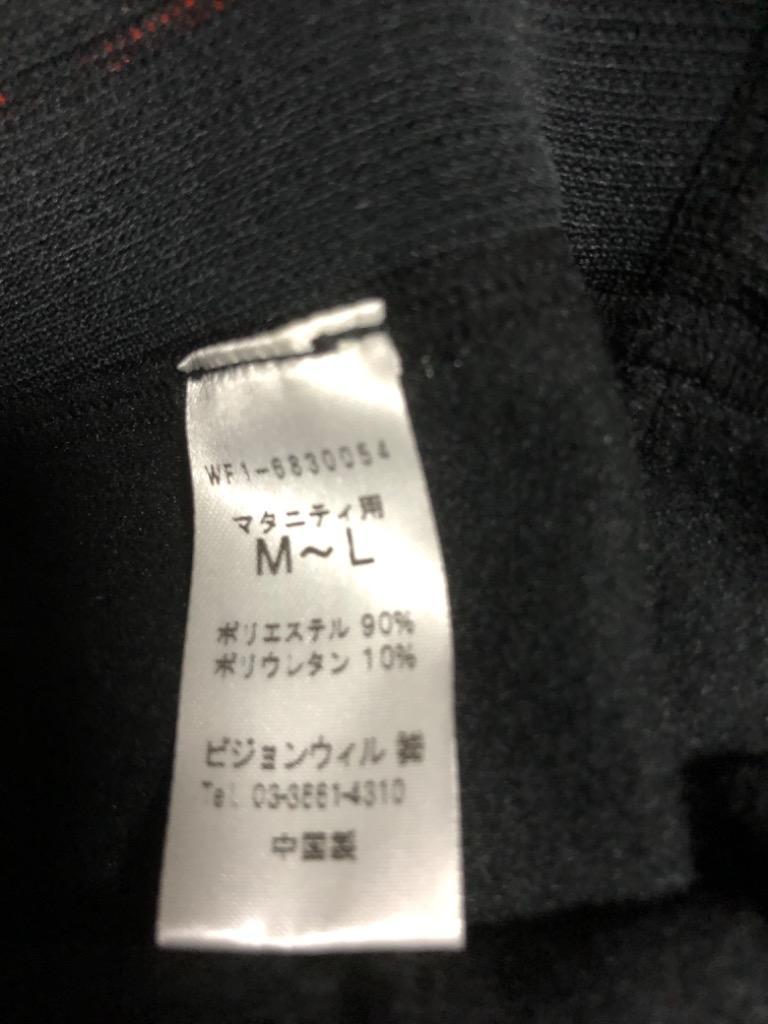 WF1-6830054
マタニティ用
M～L
ポリエステル 90%
ポリウレタン 10%
ピジョンウィル ㈱
Tel. 03-3661-4310
中国製